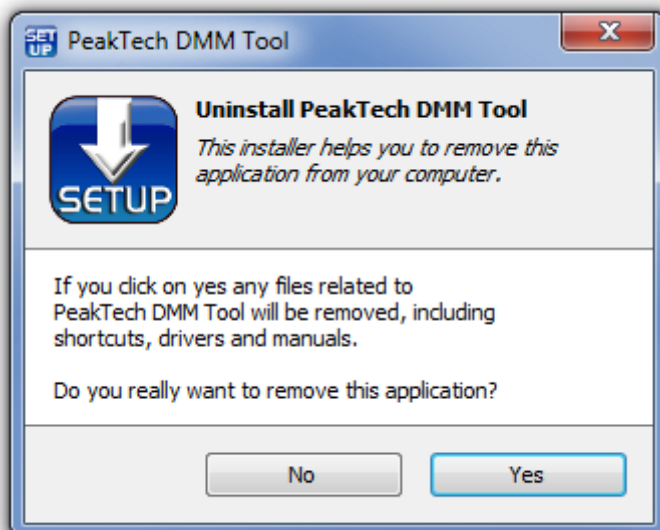 SET
UP
PeakTech DMM Tool
Uninstall PeakTech DMM Tool
This installer helps you to remove this
application from your computer.
SETUP
If you click on yes any files related to
PeakTech DMM Tool will be removed, including
shortcuts, drivers and manuals.
Do you really want to remove this application?
No
Yes